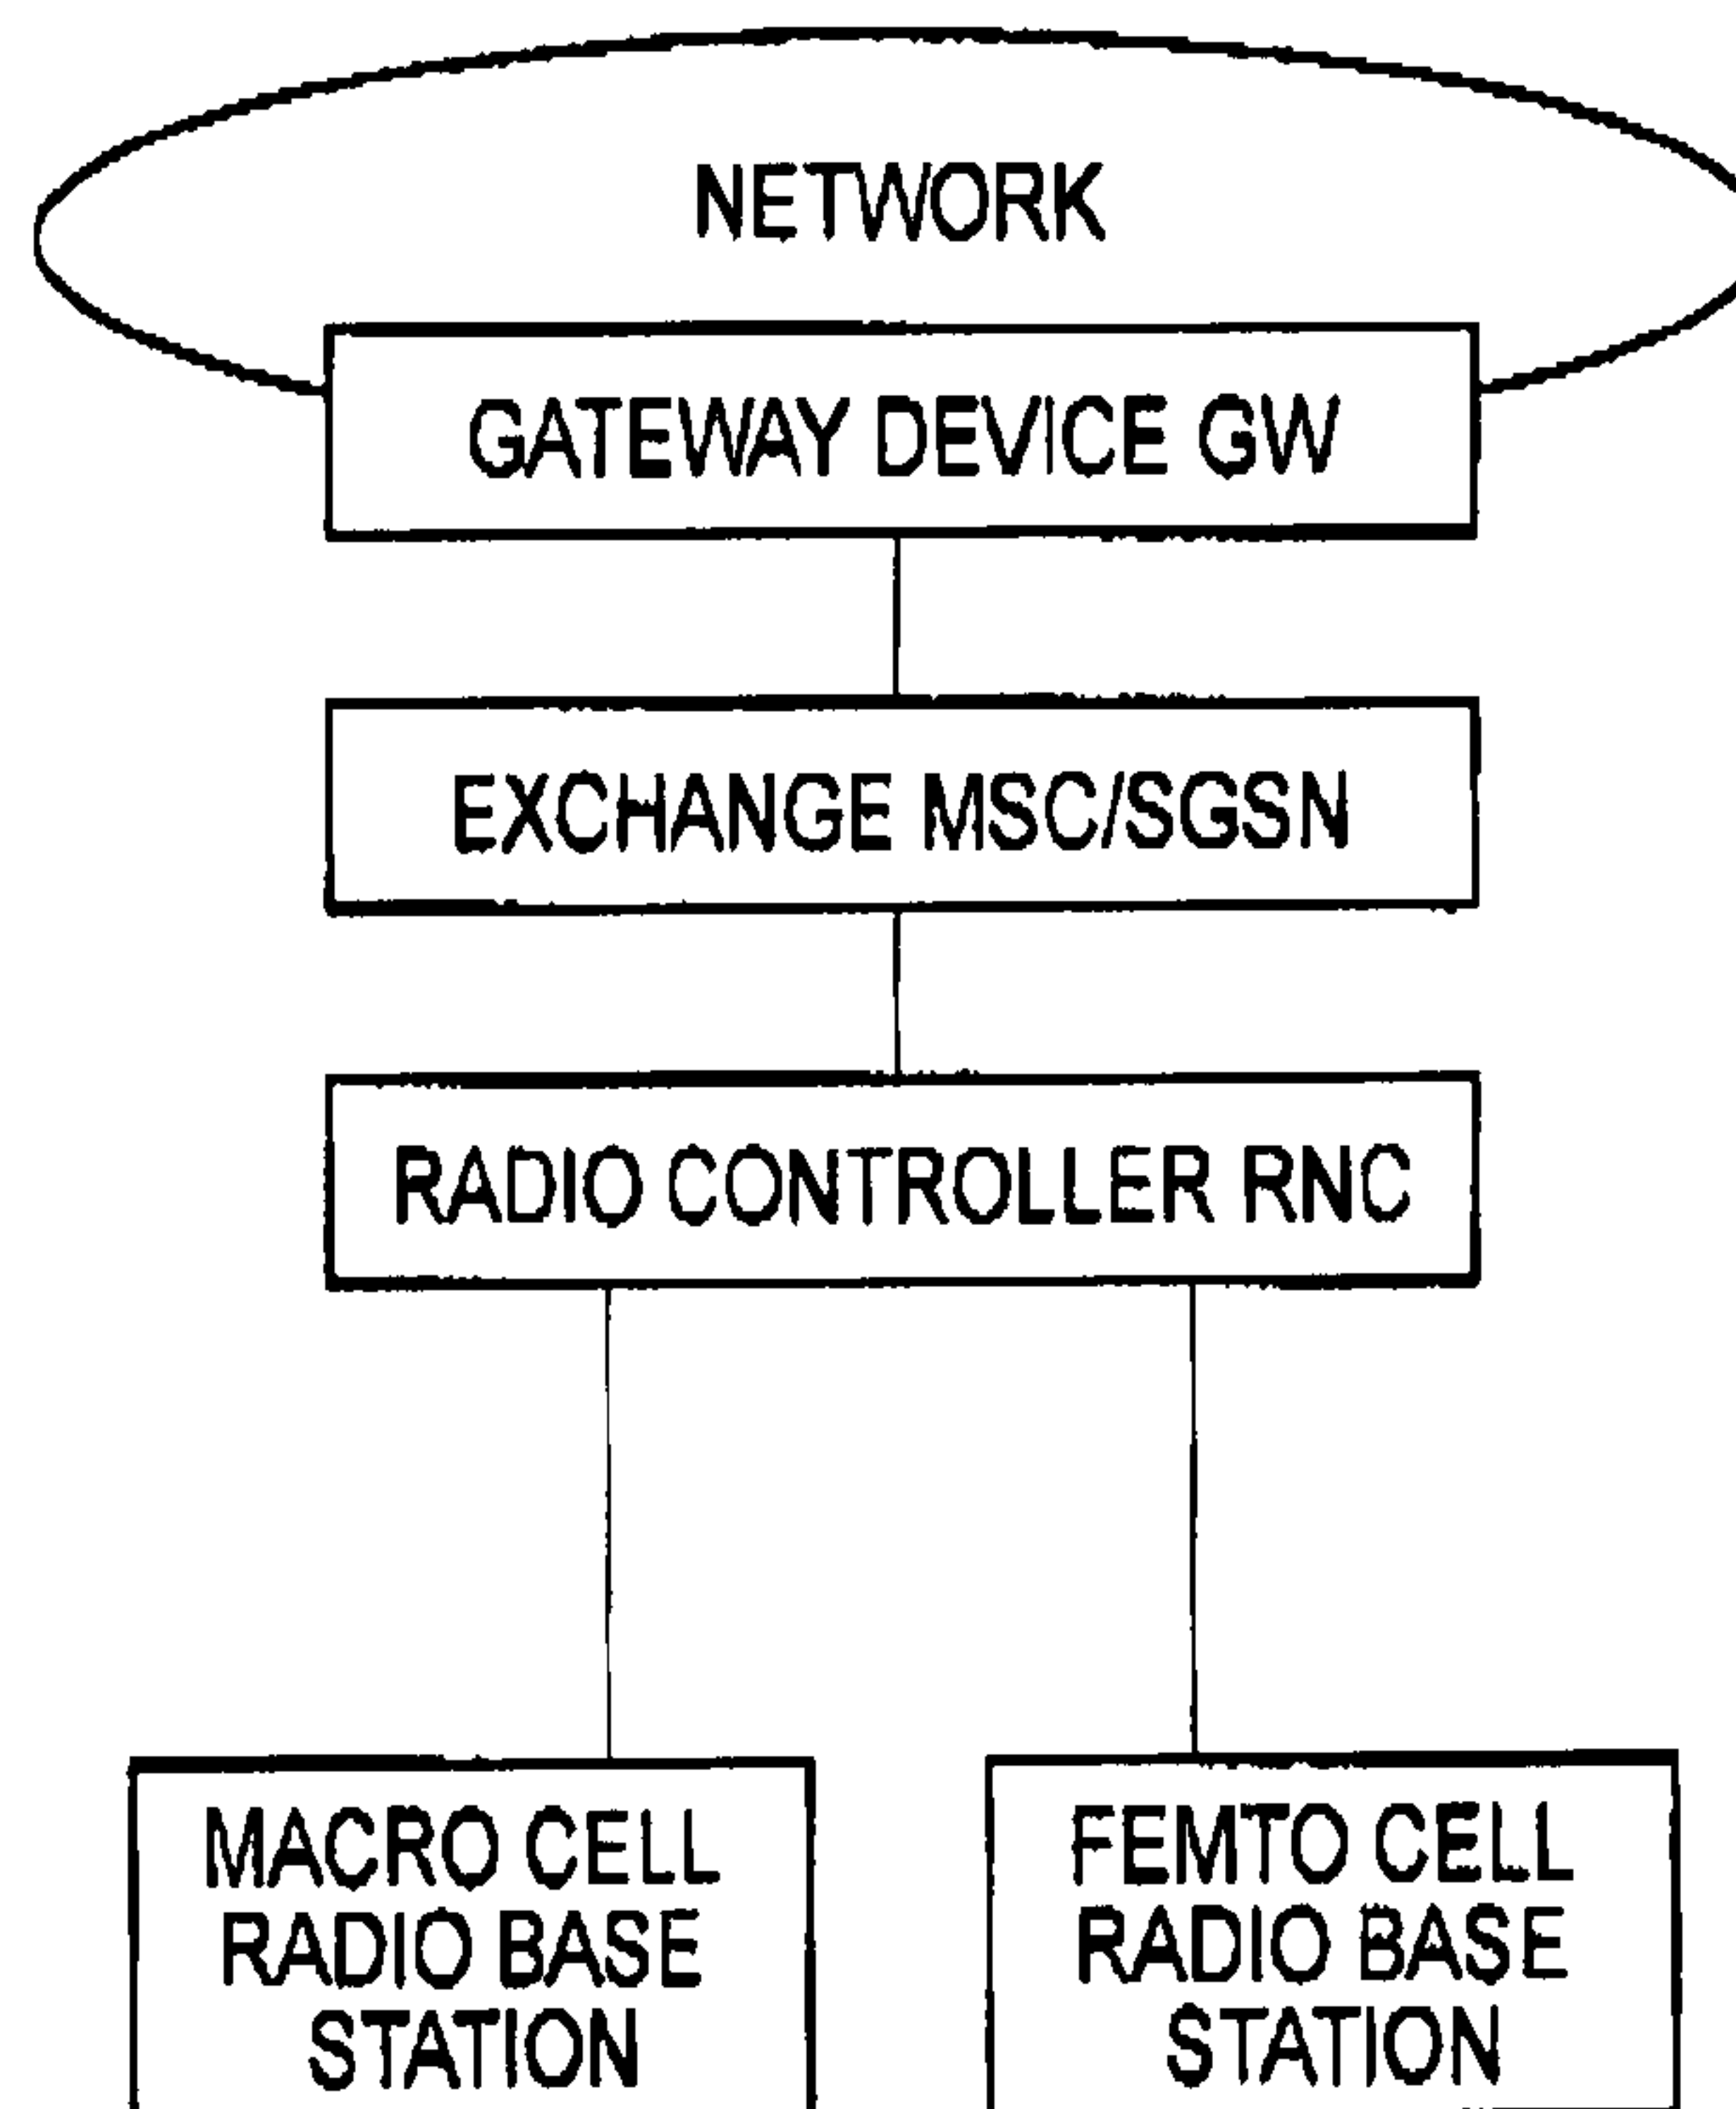 NETWORK
GATEWAY DEVICE GW
EXCHANGE MSC/SGSN
RADIO CONTROLLER RNC
MACRO CELL
RADIO BASE
STATION
FEMTO CELL
RADIO BASE
STATION